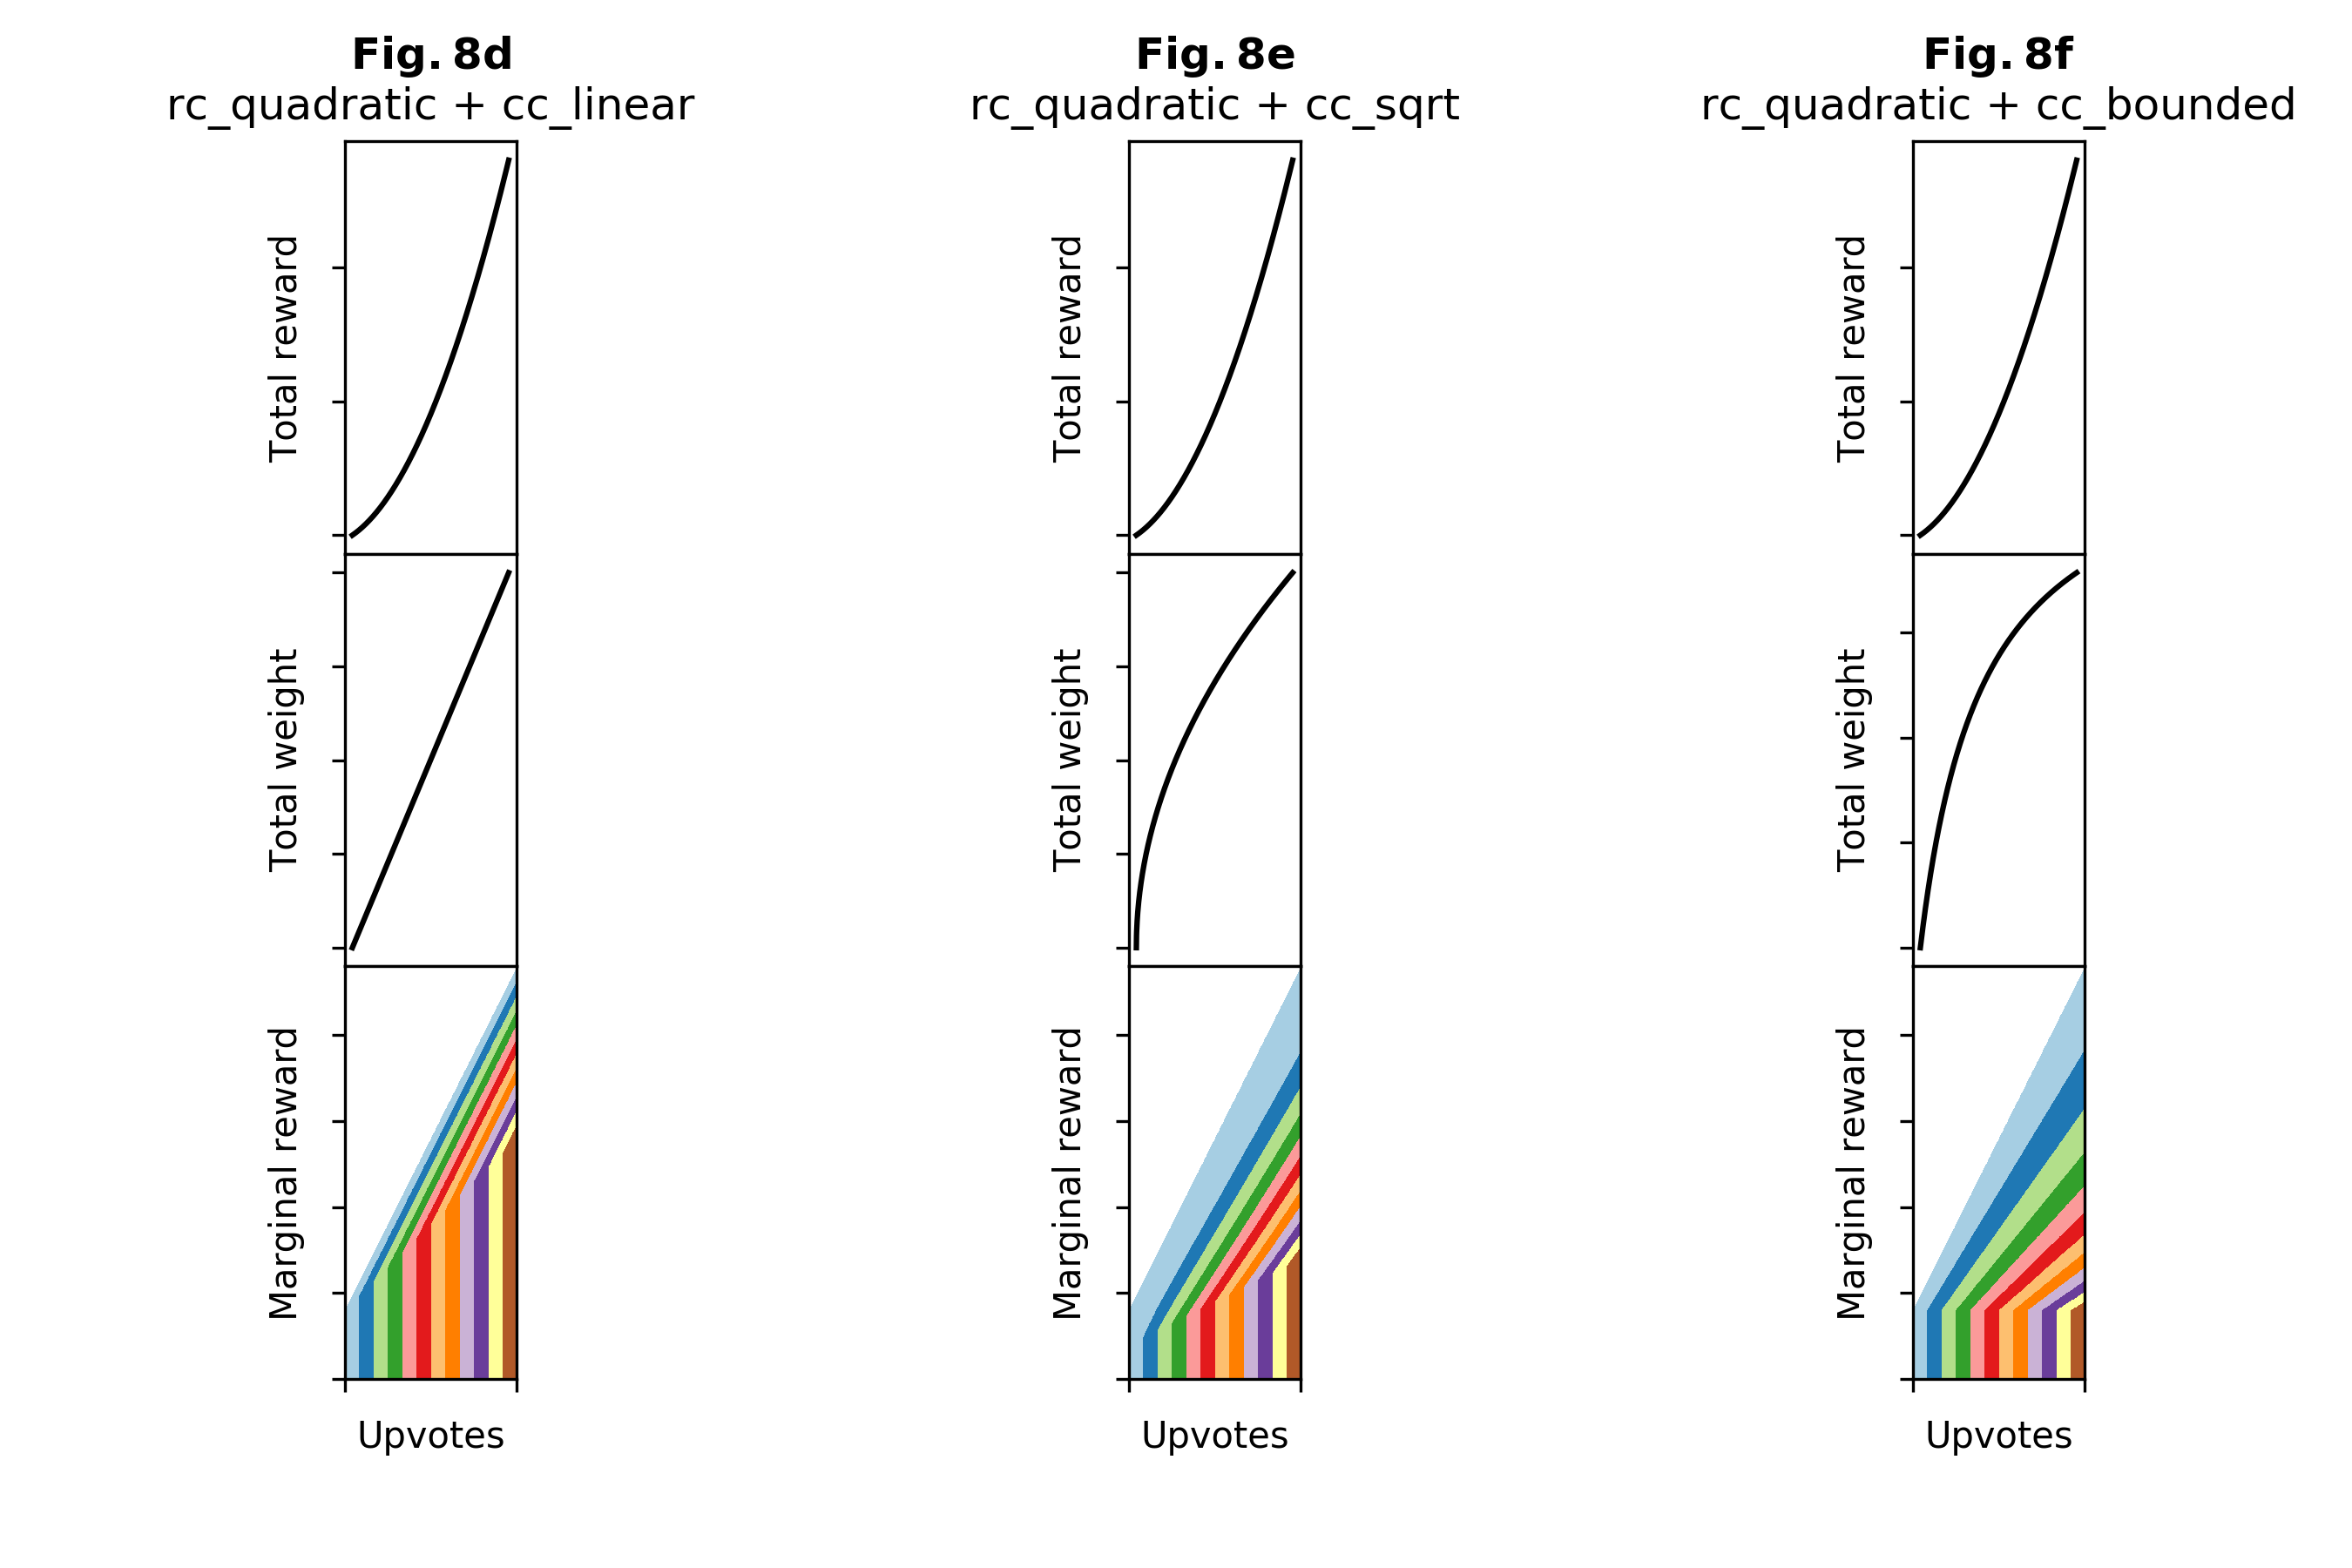 Fig. 8d
rc_quadratic + cc_linear
Total reward
Total weight
Marginal reward
Upvotes
Fig. 8e
rc_quadratic + cc_sqrt
Total reward
Total weight
Marginal reward
Upvotes
Fig. 8f
rc_quadratic + cc_bounded
Total reward
Total weight
Marginal reward
Upvotes